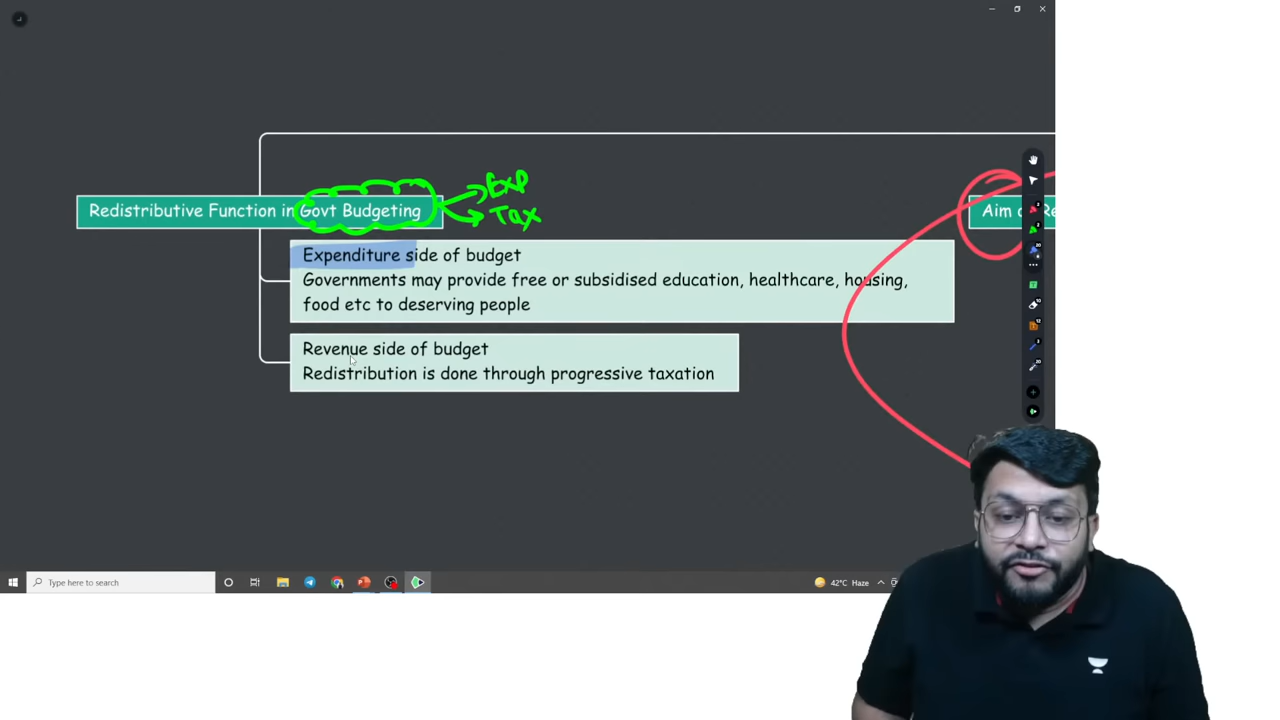 Redistributive Function in Govt Budgeting
Exp
Tax
Aim
Expenditure side of budget
Governments may provide free or subsidised education, healthcare, housing,
food etc to deserving people
Revenue side of budget
Redistribution is done through progressive taxation
Type here to search
42°C Haze